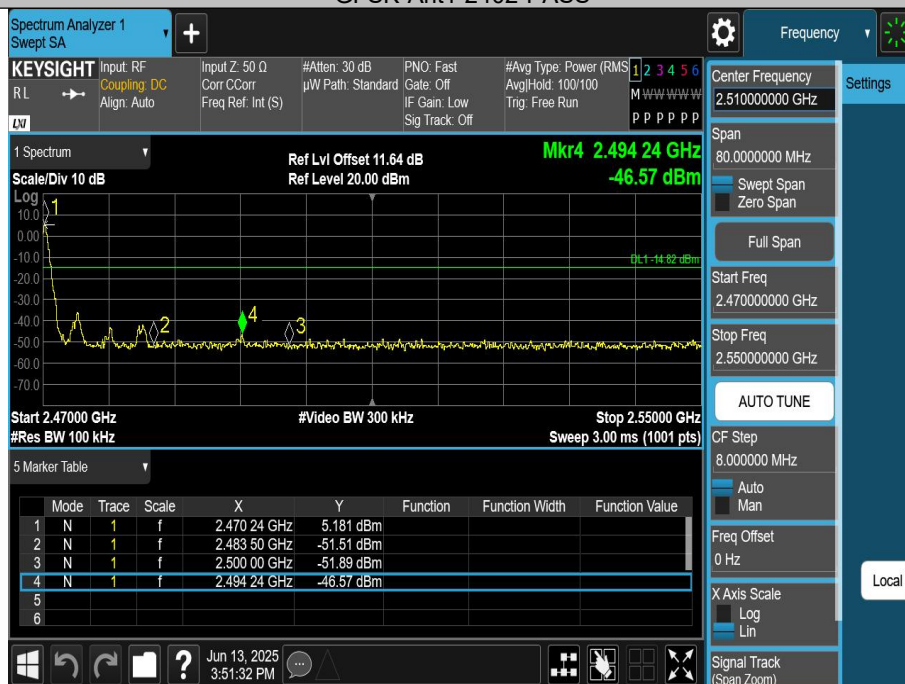 Spectrum Analyzer 1
Swept SA
Frequency
KEYSIGHT
RL
LXI
Input: RF
Coupling: DC
Align: Auto
Input Z: 50 Ω
Corr CCorr
Freq Ref: Int (S)
#Atten: 30 dB
µW Path: Standard
PNO: Fast
Gate: Off
IF Gain: Low
Sig Track: Off
#Avg Type: Power (RMS
Avg|Hold: 100/100
Trig: Free Run
1 2 3 4 5 6
M W W W W W
P P P P P P
1 Spectrum
Scale/Div 10 dB
Ref Lvl Offset 11.64 dB
Ref Level 20.00 dBm
Mkr4 2.494 24 GHz
-46.57 dBm
Log
10.0
0.00
-10.0
-20.0
-30.0
-40.0
-50.0
-60.0
-70.0
1
2
4
3
DL1 -14.82 dBm
Start 2.47000 GHz
#Res BW 100 kHz
#Video BW 300 kHz
Stop 2.55000 GHz
Sweep 3.00 ms (1001 pts)
5 Marker Table
Mode Trace Scale X Y Function Function Width Function Value
1 N 1 f 2.470 24 GHz 5.181 dBm
2 N 1 f 2.483 50 GHz -51.51 dBm
3 N 1 f 2.500 00 GHz -51.89 dBm
4 N 1 f 2.494 24 GHz -46.57 dBm
5
6
Jun 13, 2025
3:51:32 PM
Center Frequency
2.510000000 GHz
Span
80.0000000 MHz
Swept Span
Zero Span
Full Span
Start Freq
2.470000000 GHz
Stop Freq
2.550000000 GHz
AUTO TUNE
CF Step
8.000000 MHz
Auto
Man
Freq Offset
0 Hz
X Axis Scale
Log
Lin
Signal Track
(Span Zoom)
Settings
Local